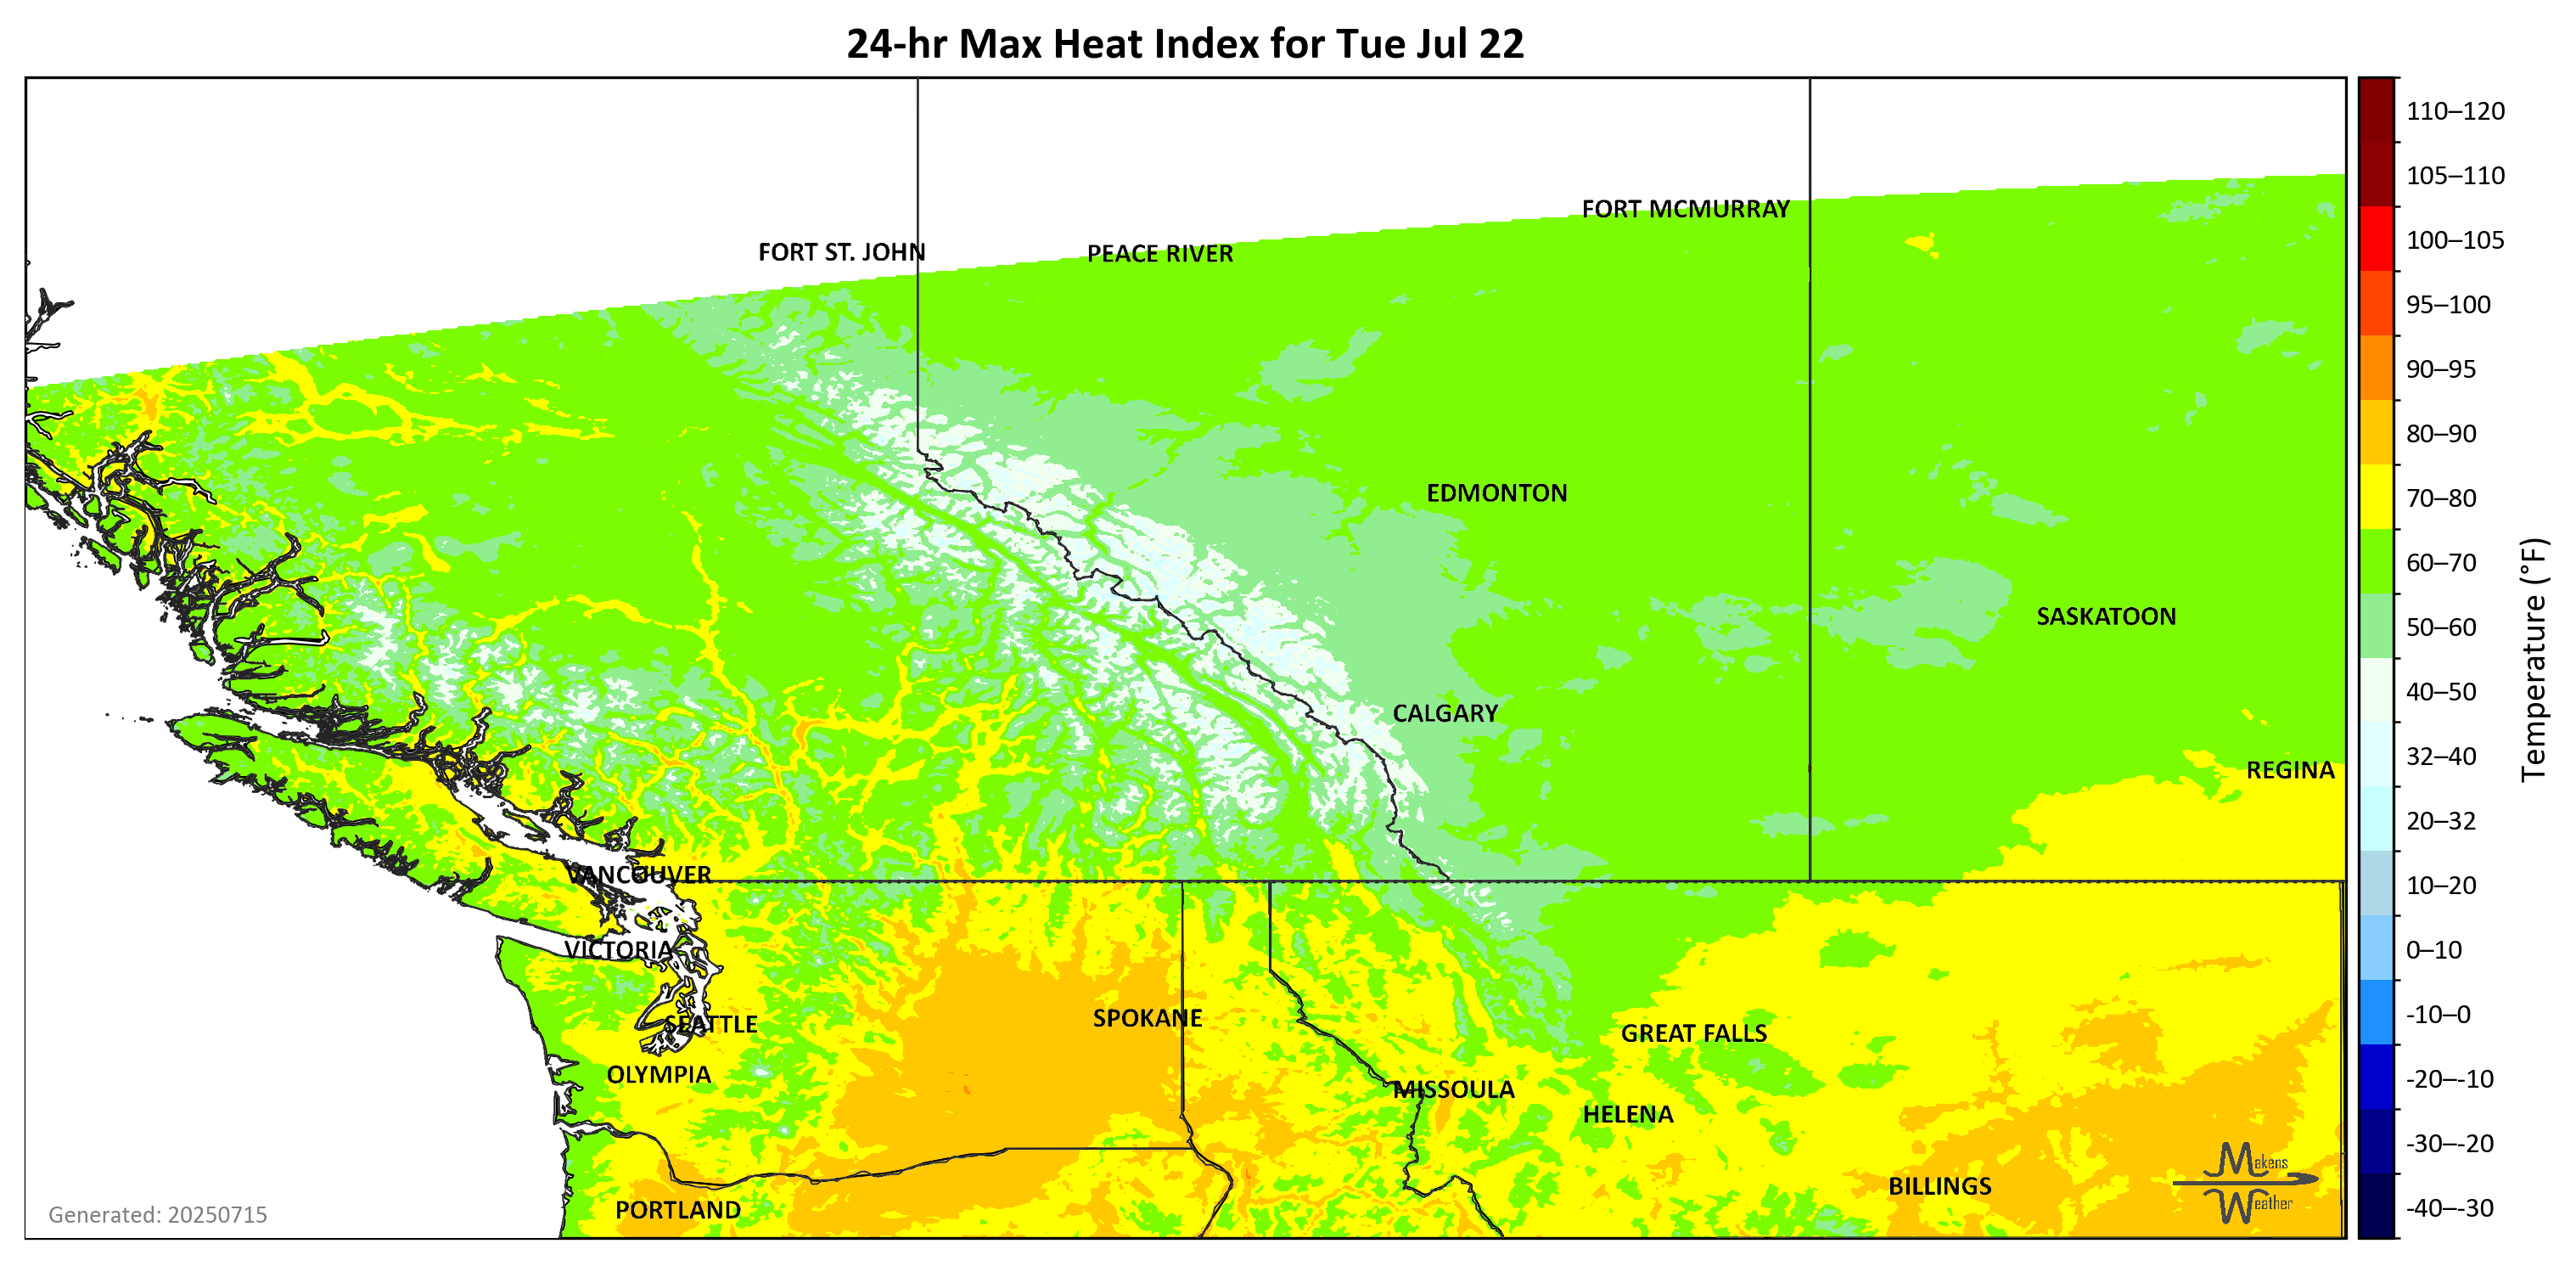 24-hr Max Heat Index for Tue Jul 22
110–120
105–110
FORT MCMURRAY
100–105
FORT ST. JOHN
PEACE RIVER
95–100
90–95
80–90
EDMONTON
70–80
60–70
SASKATOON
50–60
Temperature (°F)
40–50
CALGARY
32–40
REGINA
20–32
VANCOUVER
10–20
VICTORIA
0–10
SEATTLE
SPOKANE
GREAT FALLS
-10–0
OLYMPIA
MISSOULA
HELENA
-20–-10
-30–-20
Makens
Weather
BILLINGS
PORTLAND
-40–-30
Generated: 20250715